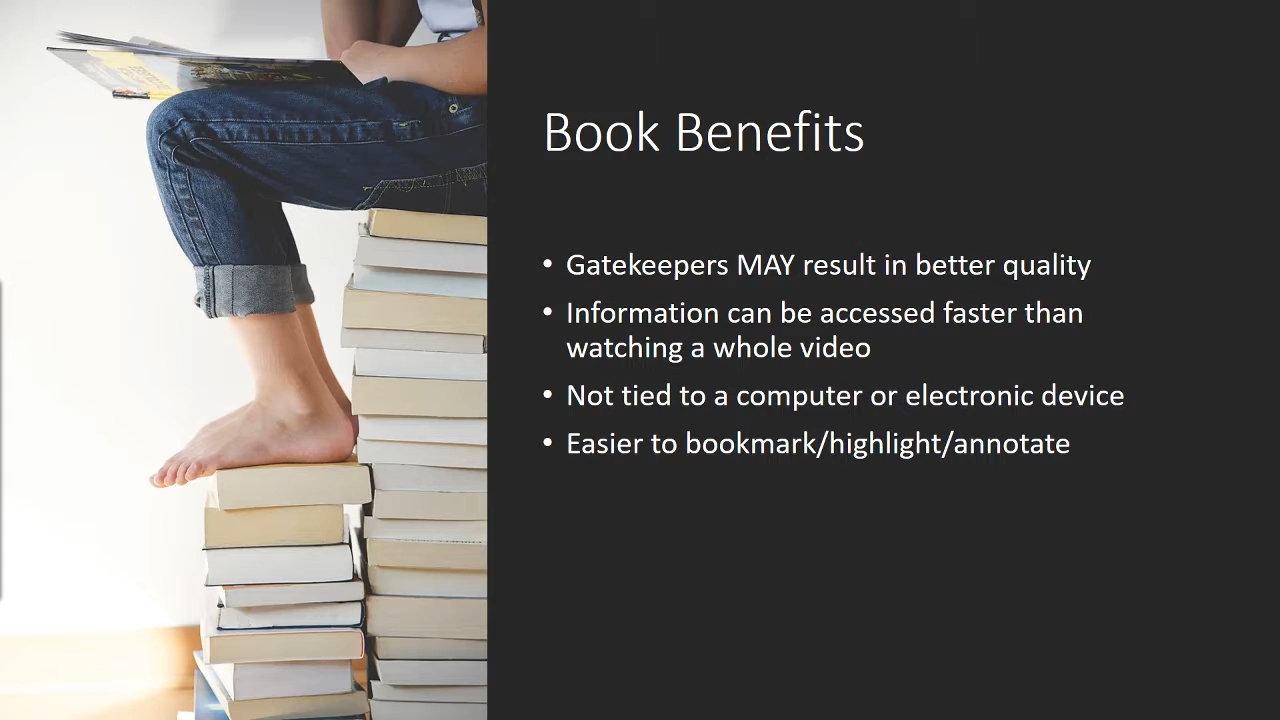 Book Benefits
• Gatekeepers MAY result in better quality
• Information can be accessed faster than
watching a whole video
• Not tied to a computer or electronic device
• Easier to bookmark/highlight/annotate